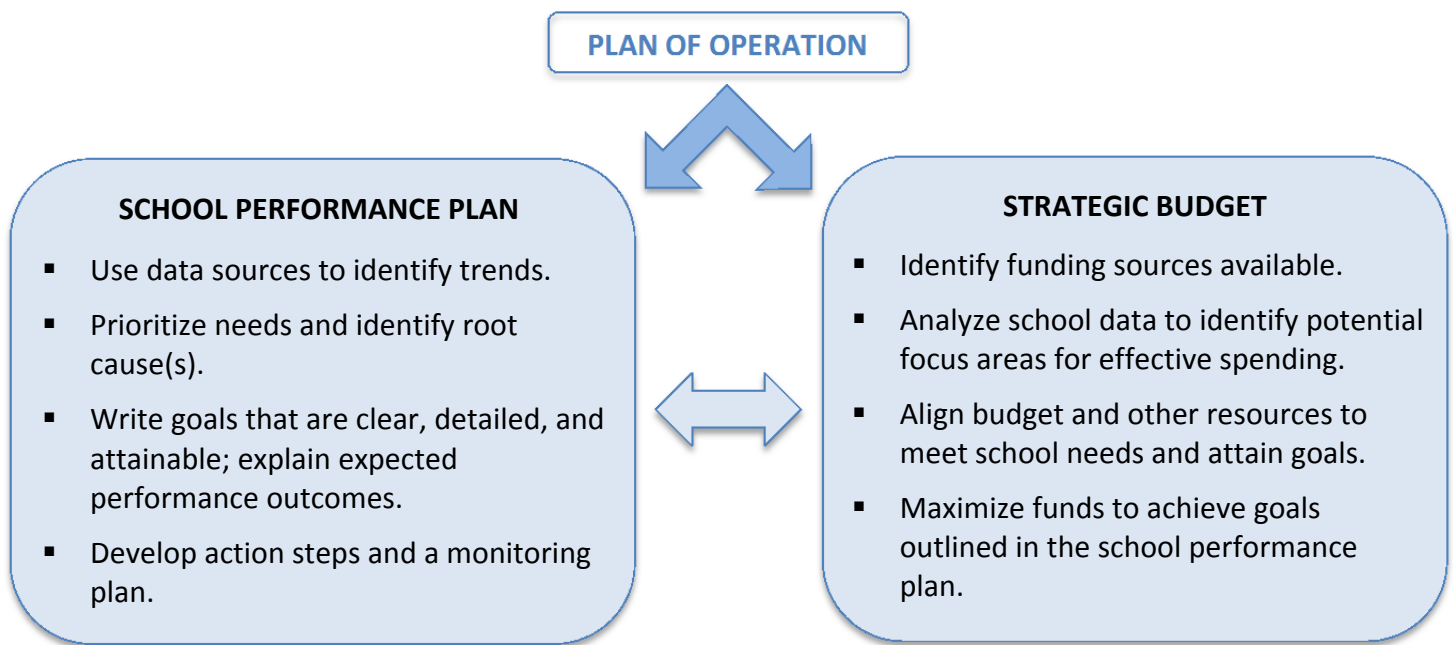 PLAN OF OPERATION
SCHOOL PERFORMANCE PLAN
▪ Use data sources to identify trends.
▪ Prioritize needs and identify root
cause(s).
▪ Write goals that are clear, detailed, and
attainable; explain expected
performance outcomes.
▪ Develop action steps and a monitoring
plan.
STRATEGIC BUDGET
▪ Identify funding sources available.
▪ Analyze school data to identify potential
focus areas for effective spending.
▪ Align budget and other resources to
meet school needs and attain goals.
▪ Maximize funds to achieve goals
outlined in the school performance
plan.